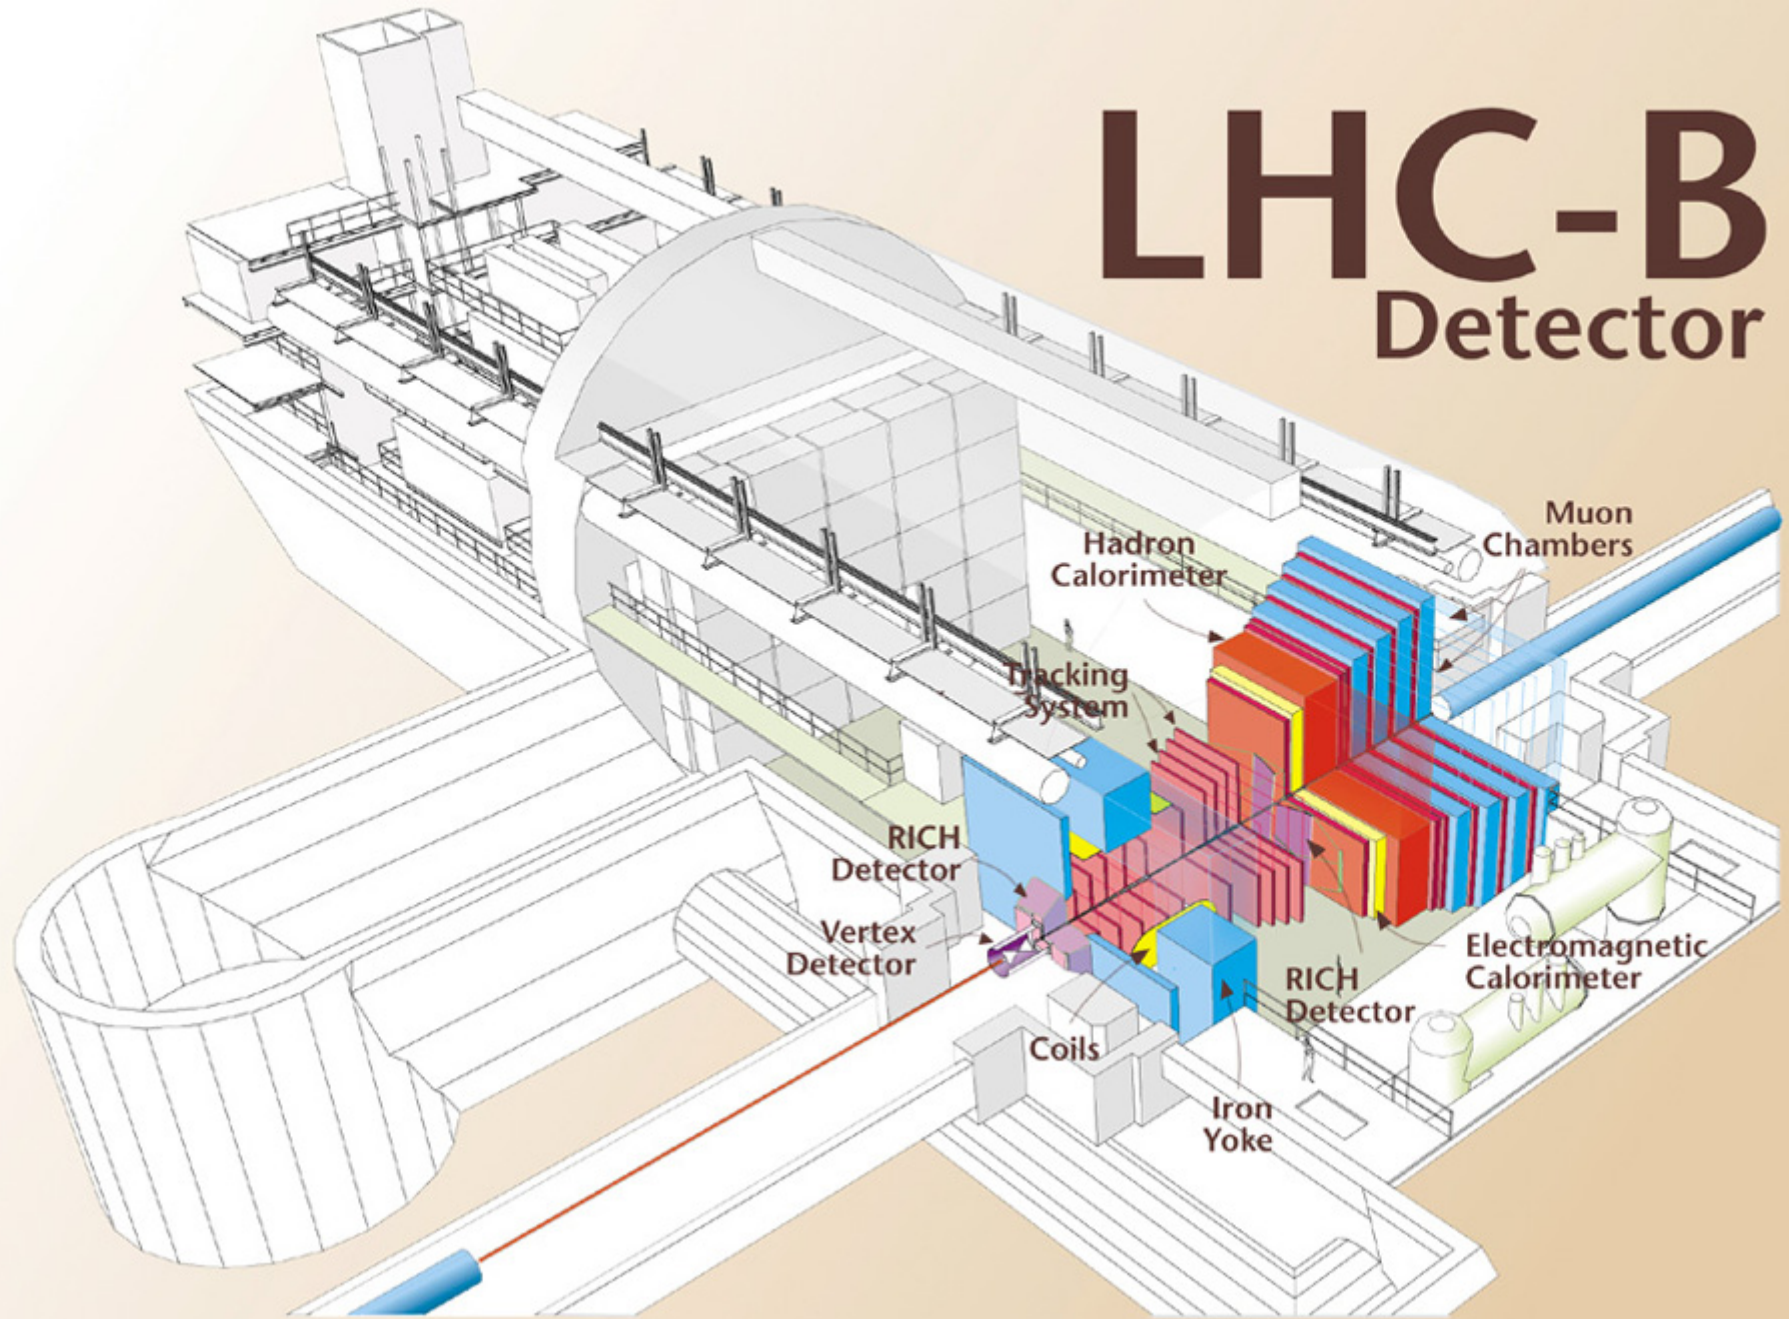 LHC-B
Detector
Muon
Chambers
Hadron
Calorimeter
Tracking
System
RICH
Detector
Vertex
Detector
Electromagnetic
Calorimeter
RICH
Detector
Coils
Iron
Yoke